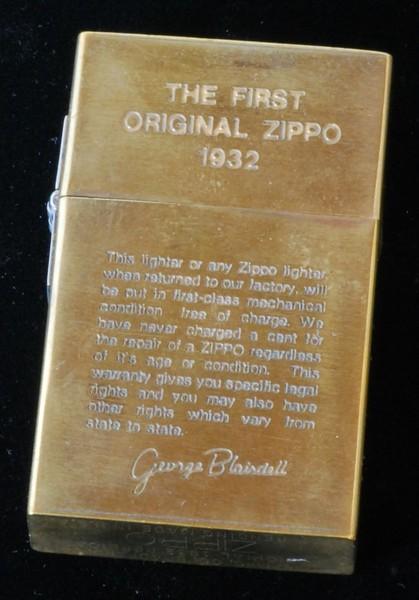 THE FIRST
ORIGINAL ZIPPO
1932
This lighter or any Zippo lighter,
when returned to our factory, will
be put in first-class mechanical
condition free of charge. We
have never charged a cent for
the repair of a ZIPPO regardless
of it's age or condition. This
warranty gives you specific legal
rights and you may also have
other rights which vary from
state to state.
George Blaisdell